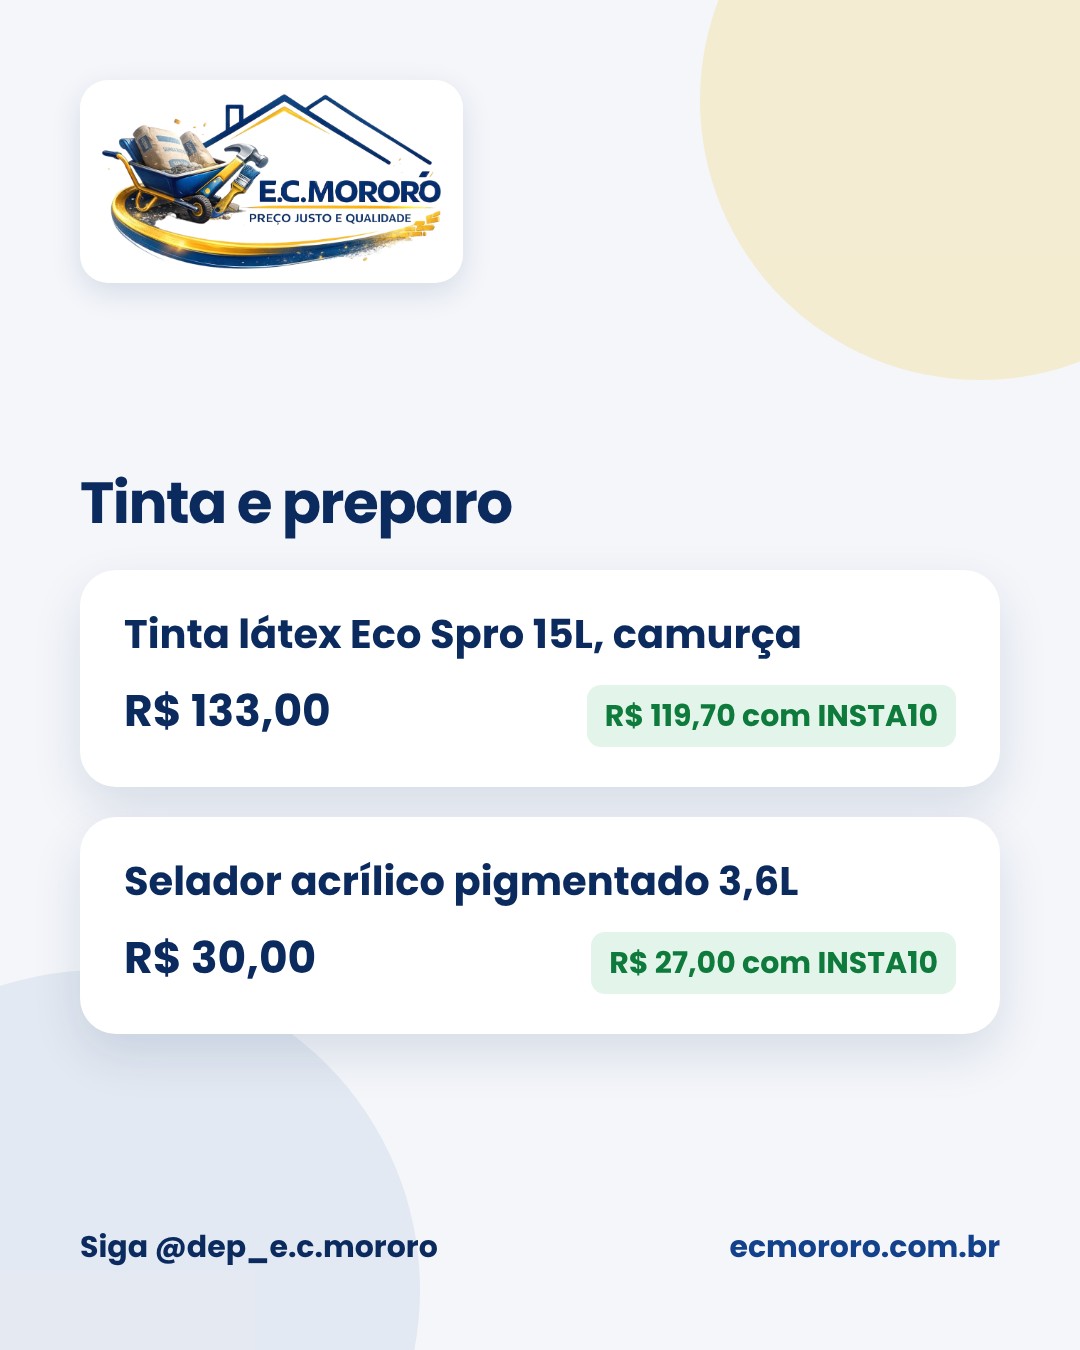 E.C.MORORÓ
PREÇO JUSTO E QUALIDADE
Tinta e preparo
Tinta látex Eco Spro 15L, camurça
R$ 133,00
R$ 119,70 com INSTA10
Selador acrílico pigmentado 3,6L
R$ 30,00
R$ 27,00 com INSTA10
Siga @dep_e.c.mororo
ecmororo.com.br